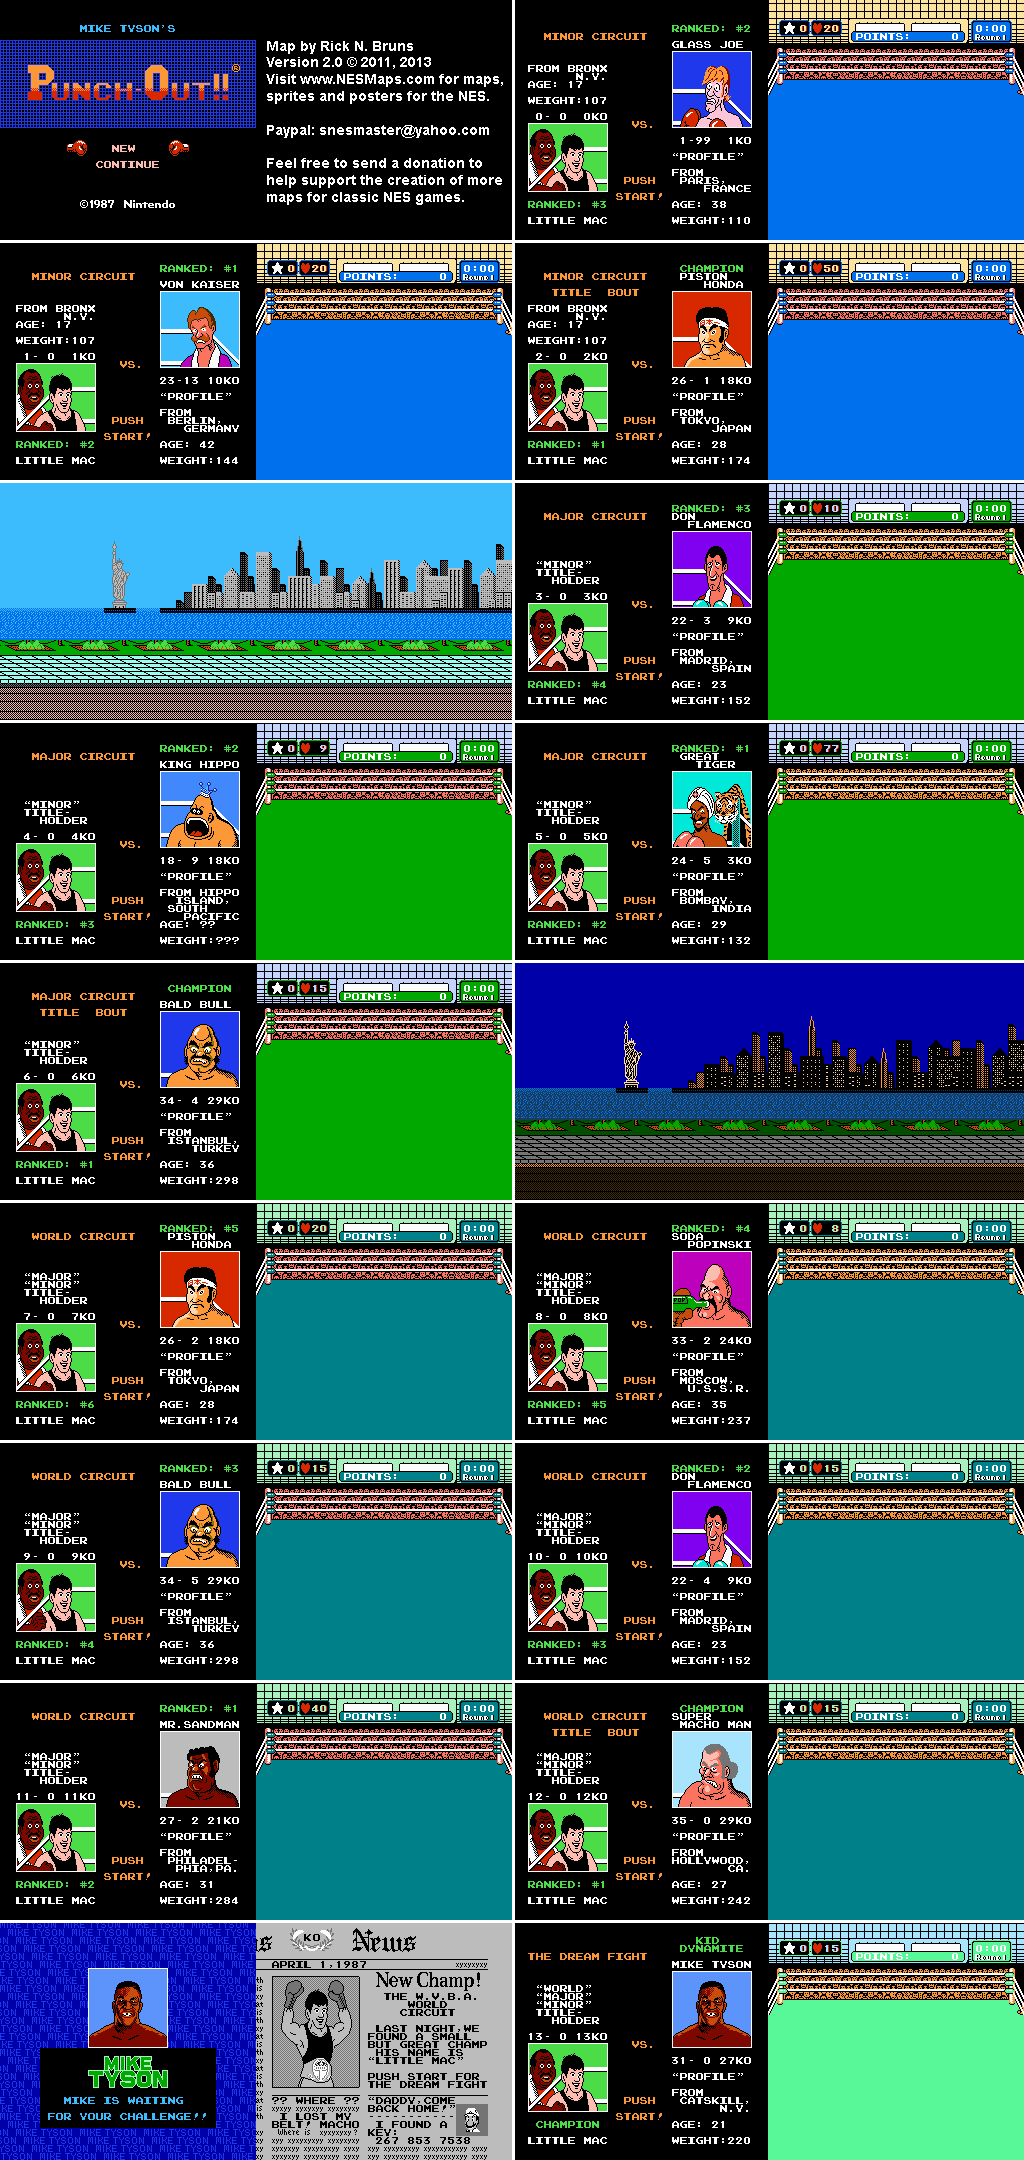 MIKE TYSON'S
PUNCH-OUT!!®
NEW
CONTINUE
©1987 Nintendo
Map by Rick N. Bruns
Version 2.0 © 2011, 2013
Visit www.NESMaps.com for maps,
sprites and posters for the NES.
Paypal: snesmaster@yahoo.com
Feel free to send a donation to
help support the creation of more
maps for classic NES games.
MINOR CIRCUIT
FROM BRONX
N.Y.
AGE: 17
WEIGHT:107
0- 0 0KO
RANKED: #3
LITTLE MAC
VS.
PUSH
START!
RANKED: #2
GLASS JOE
1-99 1KO
“PROFILE”
FROM
PARIS,
FRANCE
AGE: 38
WEIGHT:110
0 20
POINTS: 0
0:00
Round1
MINOR CIRCUIT
FROM BRONX
N.Y.
AGE: 17
WEIGHT:107
1- 0 1KO
RANKED: #2
LITTLE MAC
VS.
PUSH
START!
RANKED: #1
VON KAISER
23-13 10KO
“PROFILE”
FROM
BERLIN,
GERMANY
AGE: 42
WEIGHT:144
0 20
POINTS: 0
0:00
Round1
MINOR CIRCUIT
TITLE BOUT
FROM BRONX
N.Y.
AGE: 17
WEIGHT:107
2- 0 2KO
RANKED: #1
LITTLE MAC
VS.
PUSH
START!
CHAMPION
PISTON
HONDA
26- 1 18KO
“PROFILE”
FROM
TOKYO,
JAPAN
AGE: 28
WEIGHT:174
0 50
POINTS: 0
0:00
Round1
MAJOR CIRCUIT
“MINOR”
TITLE-
HOLDER
3- 0 3KO
RANKED: #4
LITTLE MAC
VS.
PUSH
START!
RANKED: #3
DON
FLAMENCO
22- 3 9KO
“PROFILE”
FROM
MADRID,
SPAIN
AGE: 23
WEIGHT:152
0 10
POINTS: 0
0:00
Round1
MAJOR CIRCUIT
“MINOR”
TITLE-
HOLDER
4- 0 4KO
RANKED: #3
LITTLE MAC
VS.
PUSH
START!
RANKED: #2
KING HIPPO
18- 9 18KO
“PROFILE”
FROM HIPPO
ISLAND,
SOUTH
PACIFIC
AGE: ??
WEIGHT:???
0 9
POINTS: 0
0:00
Round1
MAJOR CIRCUIT
“MINOR”
TITLE-
HOLDER
5- 0 5KO
RANKED: #2
LITTLE MAC
VS.
PUSH
START!
RANKED: #1
GREAT
TIGER
24- 5 3KO
“PROFILE”
FROM
BOMBAY,
INDIA
AGE: 29
WEIGHT:132
0 77
POINTS: 0
0:00
Round1
MAJOR CIRCUIT
TITLE BOUT
“MINOR”
TITLE-
HOLDER
6- 0 6KO
RANKED: #1
LITTLE MAC
VS.
PUSH
START!
CHAMPION
BALD BULL
34- 4 29KO
“PROFILE”
FROM
ISTANBUL,
TURKEY
AGE: 36
WEIGHT:298
0 15
POINTS: 0
0:00
Round1
WORLD CIRCUIT
“MAJOR”
“MINOR”
TITLE-
HOLDER
7- 0 7KO
RANKED: #6
LITTLE MAC
VS.
PUSH
START!
RANKED: #5
PISTON
HONDA
26- 2 18KO
“PROFILE”
FROM
TOKYO,
JAPAN
AGE: 28
WEIGHT:174
0 20
POINTS: 0
0:00
Round1
WORLD CIRCUIT
“MAJOR”
“MINOR”
TITLE-
HOLDER
8- 0 8KO
RANKED: #5
LITTLE MAC
VS.
PUSH
START!
RANKED: #4
SODA
POPINSKI
POP
33- 2 24KO
“PROFILE”
FROM
MOSCOW,
U.S.S.R.
AGE: 35
WEIGHT:237
0 8
POINTS: 0
0:00
Round1
WORLD CIRCUIT
“MAJOR”
“MINOR”
TITLE-
HOLDER
9- 0 9KO
RANKED: #4
LITTLE MAC
VS.
PUSH
START!
RANKED: #3
BALD BULL
34- 5 29KO
“PROFILE”
FROM
ISTANBUL,
TURKEY
AGE: 36
WEIGHT:298
0 15
POINTS: 0
0:00
Round1
WORLD CIRCUIT
“MAJOR”
“MINOR”
TITLE-
HOLDER
10- 0 10KO
RANKED: #3
LITTLE MAC
VS.
PUSH
START!
RANKED: #2
DON
FLAMENCO
22- 4 9KO
“PROFILE”
FROM
MADRID,
SPAIN
AGE: 23
WEIGHT:152
0 15
POINTS: 0
0:00
Round1
WORLD CIRCUIT
“MAJOR”
“MINOR”
TITLE-
HOLDER
11- 0 11KO
RANKED: #2
LITTLE MAC
VS.
PUSH
START!
RANKED: #1
MR.SANDMAN
27- 2 21KO
“PROFILE”
FROM
PHILADEL-
PHIA,PA.
AGE: 31
WEIGHT:284
0 40
POINTS: 0
0:00
Round1
WORLD CIRCUIT
TITLE BOUT
“MAJOR”
“MINOR”
TITLE-
HOLDER
12- 0 12KO
RANKED: #1
LITTLE MAC
VS.
PUSH
START!
CHAMPION
SUPER
MACHO MAN
35- 0 29KO
“PROFILE”
FROM
HOLLYWOOD,
CA.
AGE: 27
WEIGHT:242
0 15
POINTS: 0
0:00
Round1
MIKE TYSON
MIKE
TYSON
MIKE IS WAITING
FOR YOUR CHALLENGE!!
s KO News
APRIL 1,1987
New Champ!
THE W.V.B.A.
WORLD
CIRCUIT
LAST NIGHT,WE
FOUND A SMALL
BUT GREAT CHAMP
HIS NAME IS
“LITTLE MAC”
PUSH START FOR
THE DREAM FIGHT
?? WHERE ??
I LOST MY
BELT! MACHO
Where is xyxyxyxy?
“DADDY,COME
BACK HOME!”
I FOUND A
KEY:
267 853 7538
THE DREAM FIGHT
“WORLD”
“MAJOR”
“MINOR”
TITLE-
HOLDER
13- 0 13KO
CHAMPION
LITTLE MAC
VS.
PUSH
START!
KID
DYNAMITE
MIKE TYSON
31- 0 27KO
“PROFILE”
FROM
CATSKILL,
N.Y.
AGE: 21
WEIGHT:220
0 15
POINTS: 0
0:00
Round1